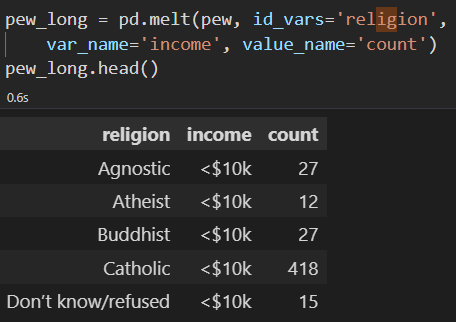 pew_long = pd.melt(pew, id_vars='religion',
    var_name='income', value_name='count')
pew_long.head()
0.6s
religion income count
Agnostic <$10k 27
Atheist <$10k 12
Buddhist <$10k 27
Catholic <$10k 418
Don’t know/refused <$10k 15